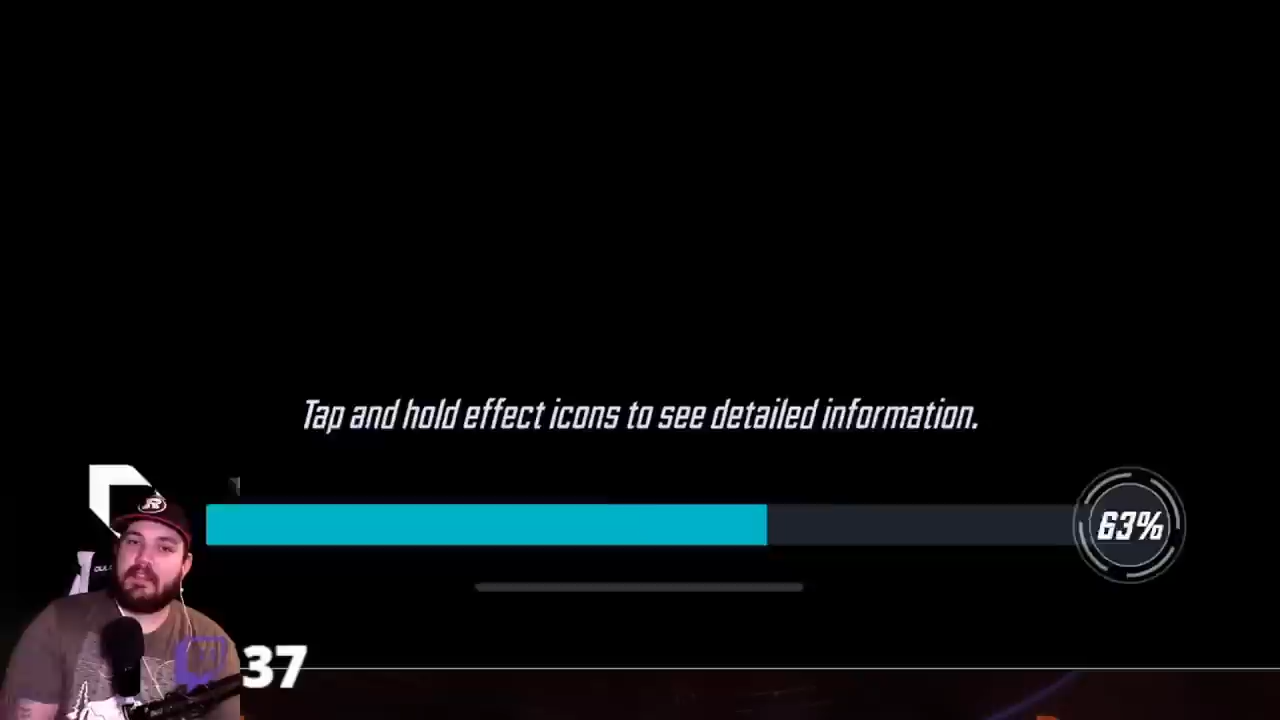 Tap and hold effect icons to see detailed information.
63%
R
37